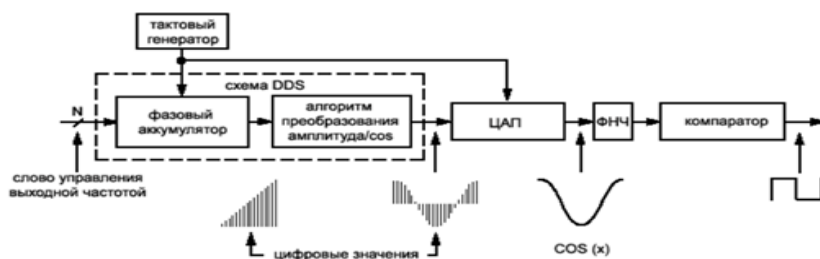 тактовый
генератор
схема DDS
N
фазовый
аккумулятор
алгоритм
преобразования
амплитуда/cos
ЦАП
ФНЧ
компаратор
слово управления
выходной частотой
цифровые значения
COS (x)